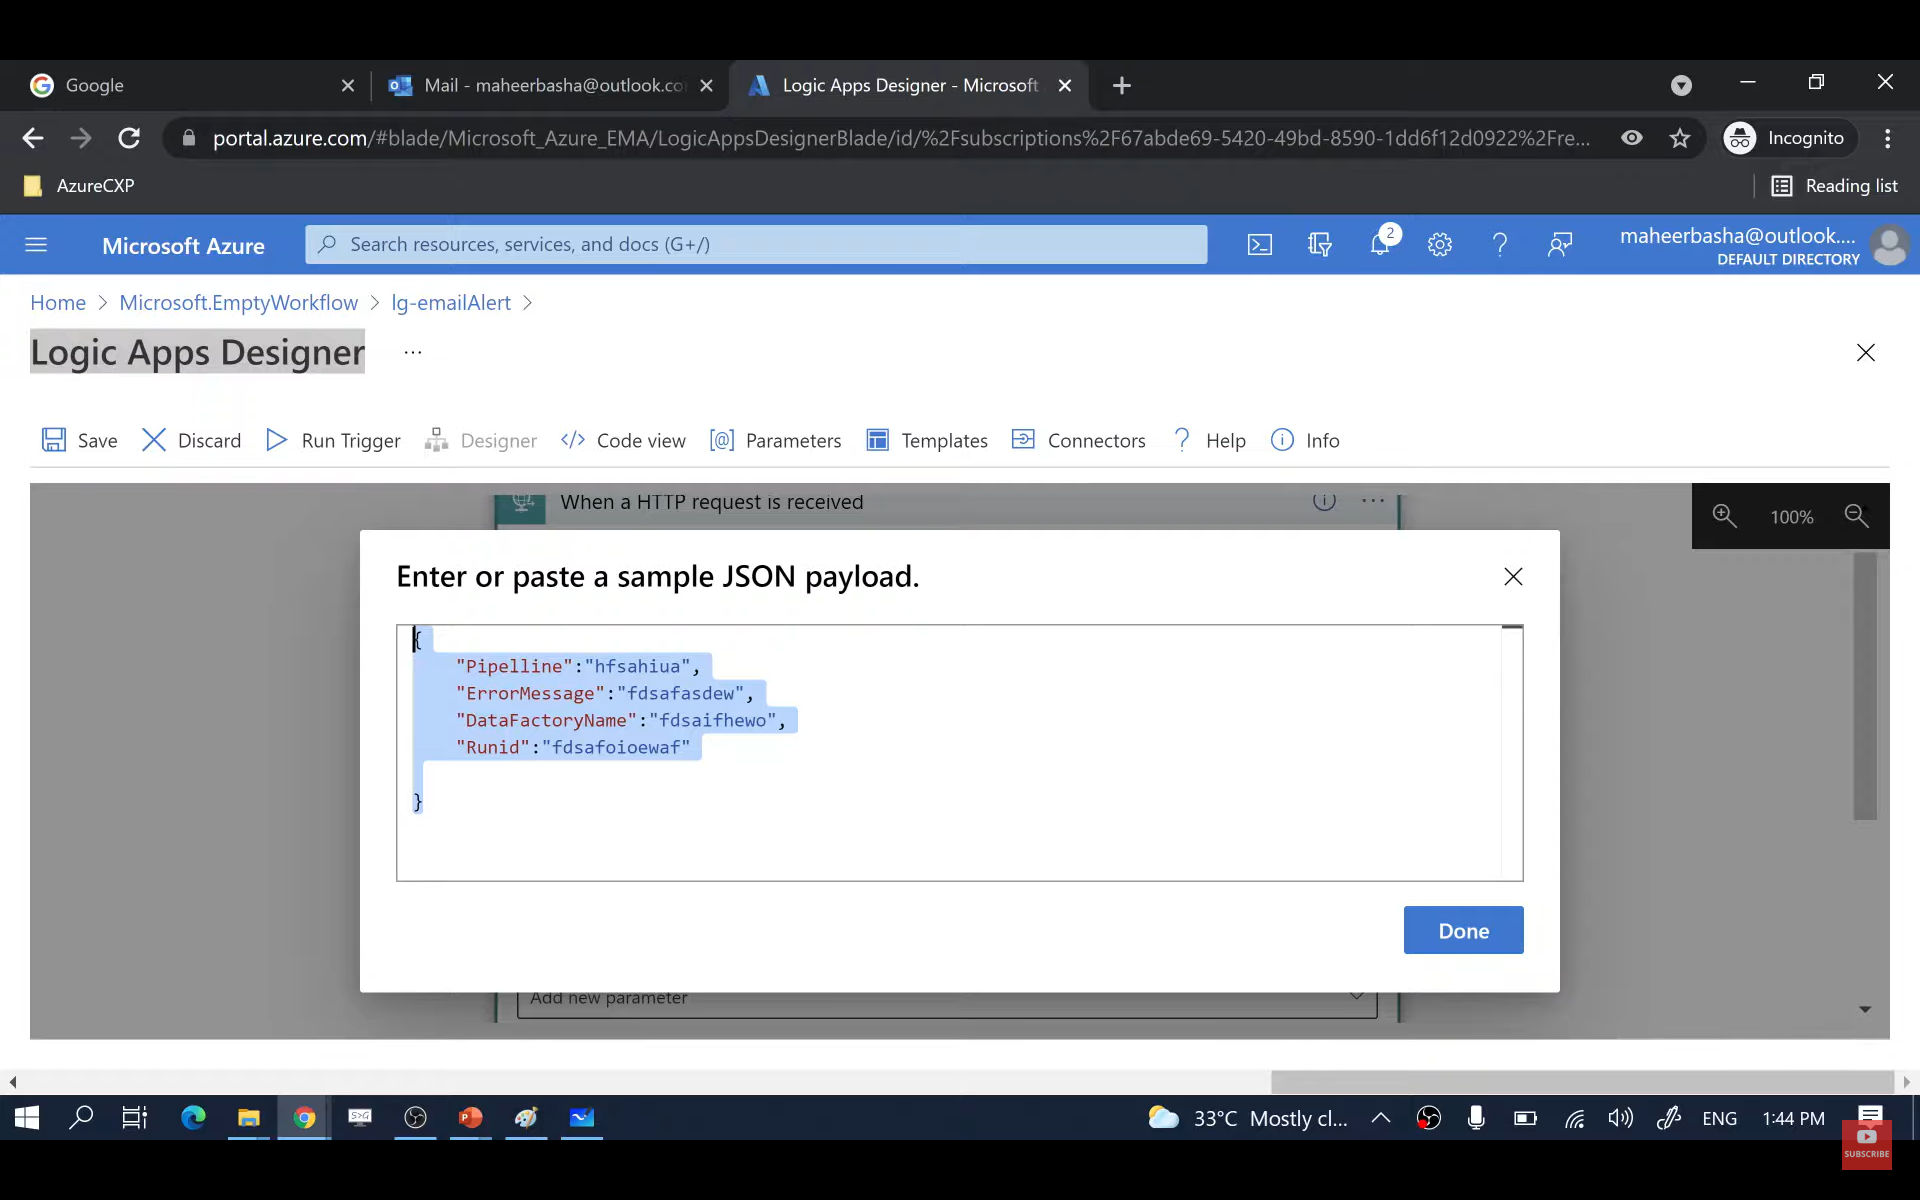 Google
Mail - maheerbasha@outlook.co
Logic Apps Designer - Microsoft
portal.azure.com/#blade/Microsoft_Azure_EMA/LogicAppsDesignerBlade/id/%2Fsubscriptions%2F67abde69-5420-49bd-8590-1dd6f12d0922%2Fre...
Incognito
AzureCXP
Reading list
Microsoft Azure
Search resources, services, and docs (G+/)
2
maheerbasha@outlook....
DEFAULT DIRECTORY
Home > Microsoft.EmptyWorkflow > lg-emailAlert >
Logic Apps Designer ...
Save Discard Run Trigger Designer </> Code view [@] Parameters Templates Connectors ? Help Info
When a HTTP request is received
100%
Enter or paste a sample JSON payload.
{
"Pipelline":"hfsahiua",
"ErrorMessage":"fdsafasdew",
"DataFactoryName":"fdsaifhewo",
"Runid":"fdsafoioewaf"
}
Done
Add new parameter
33°C Mostly cl...
ENG
1:44 PM
SUBSCRIBE